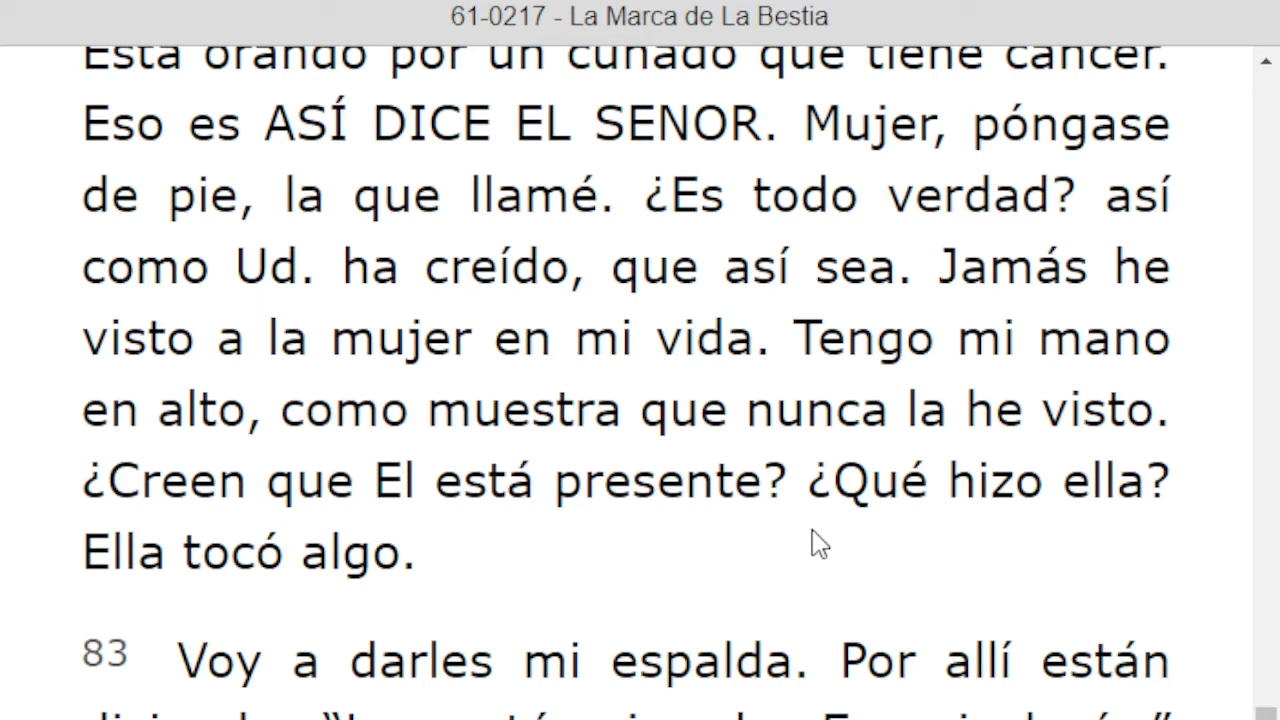 61-0217 - La Marca de La Bestia
Está orando por un cuñado que tiene cáncer.
Eso es ASÍ DICE EL SENOR. Mujer, póngase
de pie, la que llamé. ¿Es todo verdad? así
como Ud. ha creído, que así sea. Jamás he
visto a la mujer en mi vida. Tengo mi mano
en alto, como muestra que nunca la he visto.
¿Creen que El está presente? ¿Qué hizo ella?
Ella tocó algo.
83 Voy a darles mi espalda. Por allí están